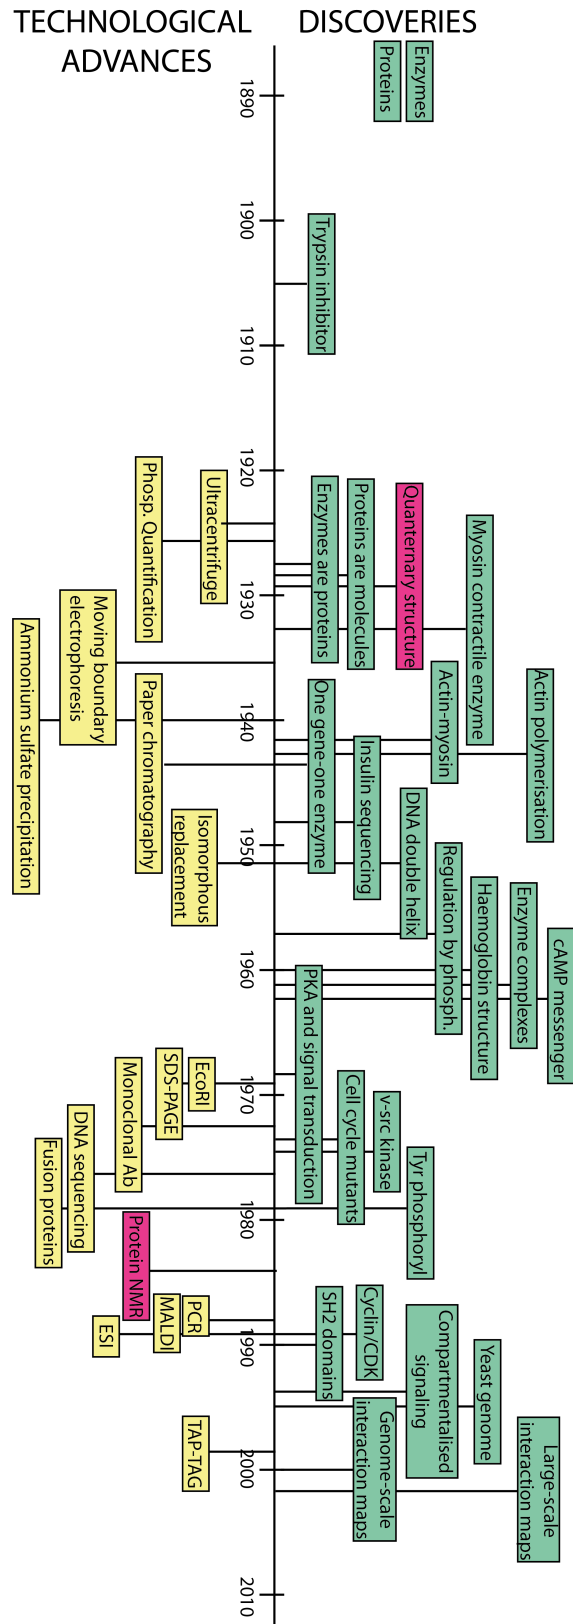 TECHNOLOGICAL
ADVANCES
DISCOVERIES
1890
1900
1910
1920
1930
1940
1950
1960
1970
1980
1990
2000
2010
Enzymes
Proteins
Trypsin inhibitor
Myosin contractile enzyme
Quanternary structure
Proteins are molecules
Enzymes are proteins
Actin polymerisation
Actin-myosin
Insulin sequencing
One gene-one enzyme
cAMP messenger
Enzyme complexes
Haemoglobin structure
Regulation by phosph.
DNA double helix
PKA and signal transduction
Tyr phosphoryl
v-src kinase
Cell cycle mutants
Yeast genome
Compartmentalised
signaling
Cyclin/CDK
SH2 domains
Large-scale
interaction maps
Genome-scale
interaction maps
Ultracentrifuge
Phosp. Quantification
Moving boundary
electrophoresis
Ammonium sulfate precipitation
Paper chromatography
Isomorphous
replacement
EcoRI
SDS-PAGE
Monoclonal Ab
DNA sequencing
Fusion proteins
Protein NMR
PCR
MALDI
ESI
TAP-TAG